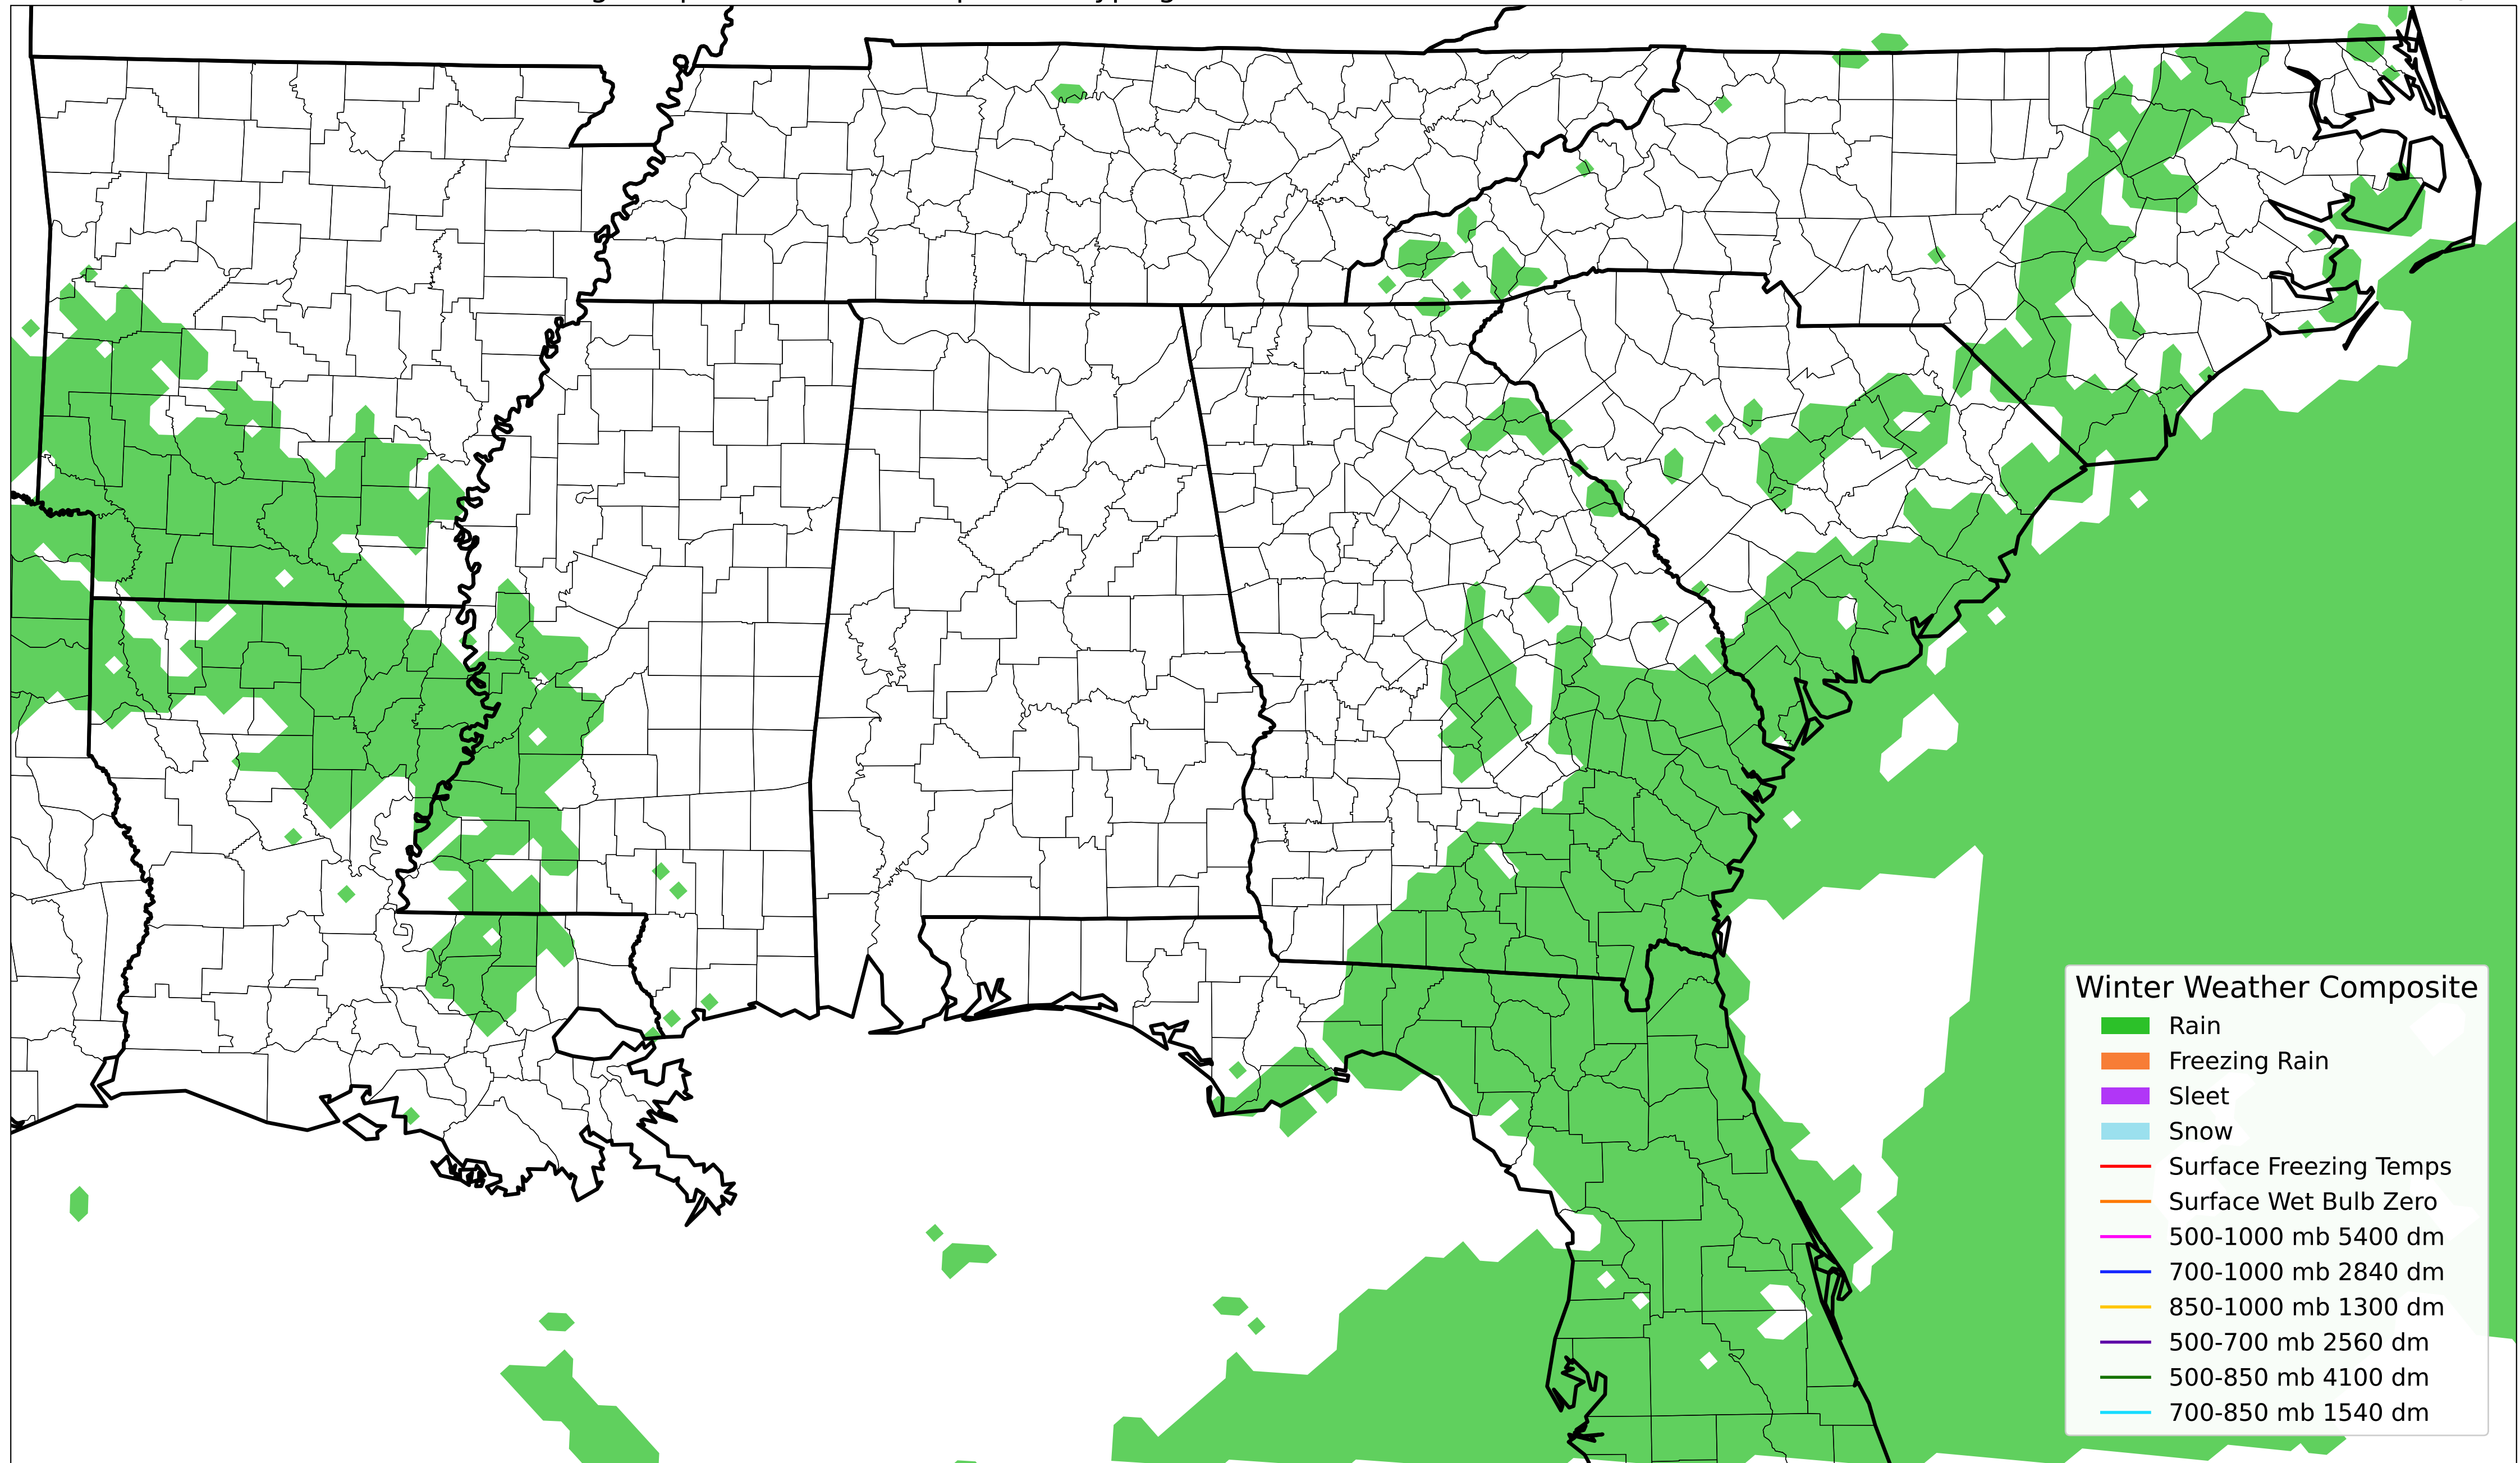 Winter Weather Composite
Rain
Freezing Rain
Sleet
Snow
Surface Freezing Temps
Surface Wet Bulb Zero
500-1000 mb 5400 dm
700-1000 mb 2840 dm
850-1000 mb 1300 dm
500-700 mb 2560 dm
500-850 mb 4100 dm
700-850 mb 1540 dm